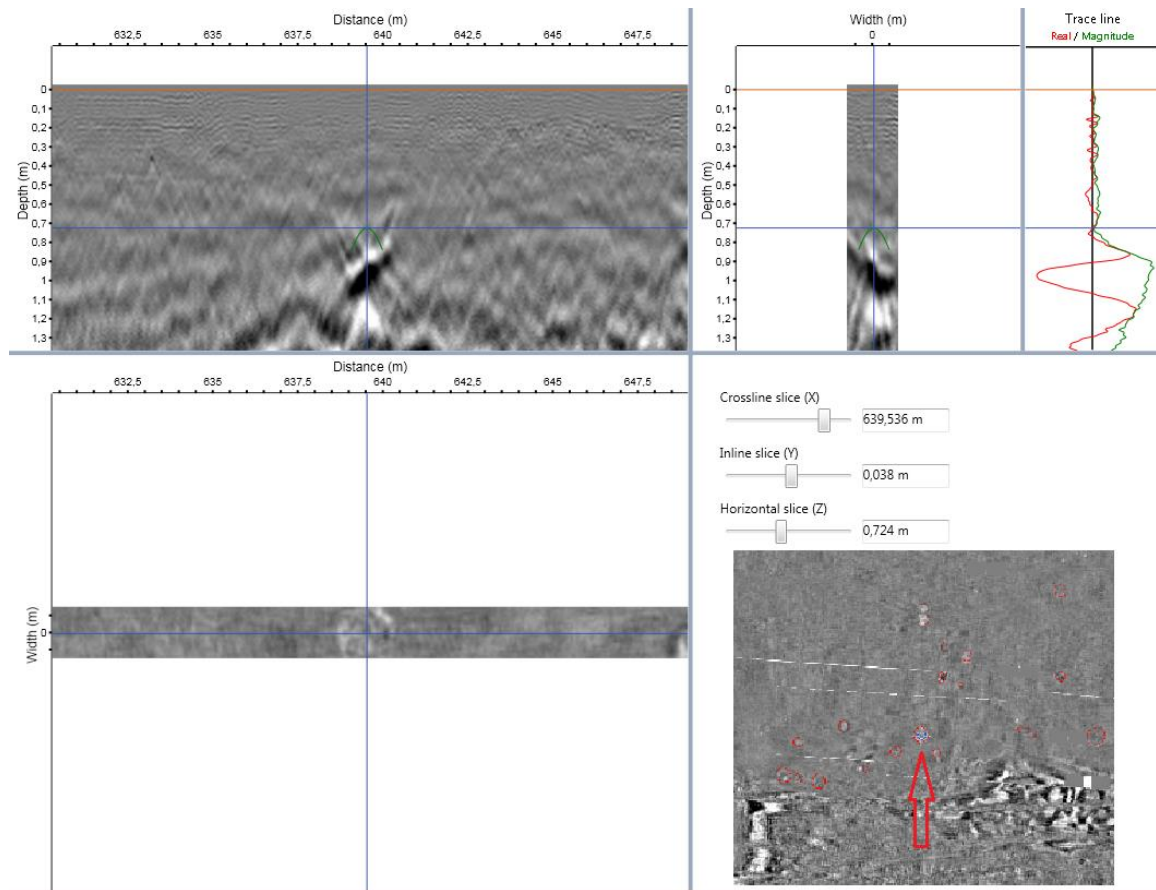 Distance (m)
632,5 635 637,5 640 642,5 645 647,5
Depth (m)
0
0,1
0,2
0,3
0,4
0,5
0,6
0,7
0,8
0,9
1
1,1
1,2
1,3
Width (m)
0
Depth (m)
0
0,1
0,2
0,3
0,4
0,5
0,6
0,7
0,8
0,9
1
1,1
1,2
1,3
Trace line
Real / Magnitude
Distance (m)
632,5 635 637,5 640 642,5 645 647,5
Width (m)
0
Crossline slice (X)
639,536 m
Inline slice (Y)
0,038 m
Horizontal slice (Z)
0,724 m